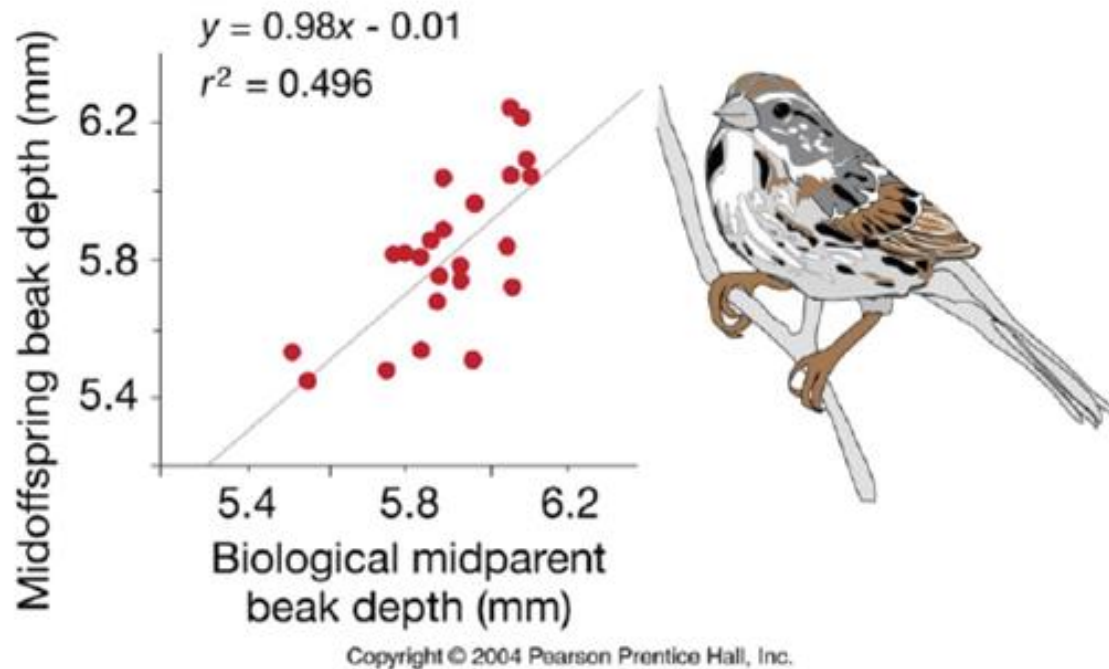 y = 0.98x - 0.01
r² = 0.496
Midoffspring beak depth (mm)
6.2
5.8
5.4
5.4 5.8 6.2
Biological midparent
beak depth (mm)
Copyright © 2004 Pearson Prentice Hall, Inc.